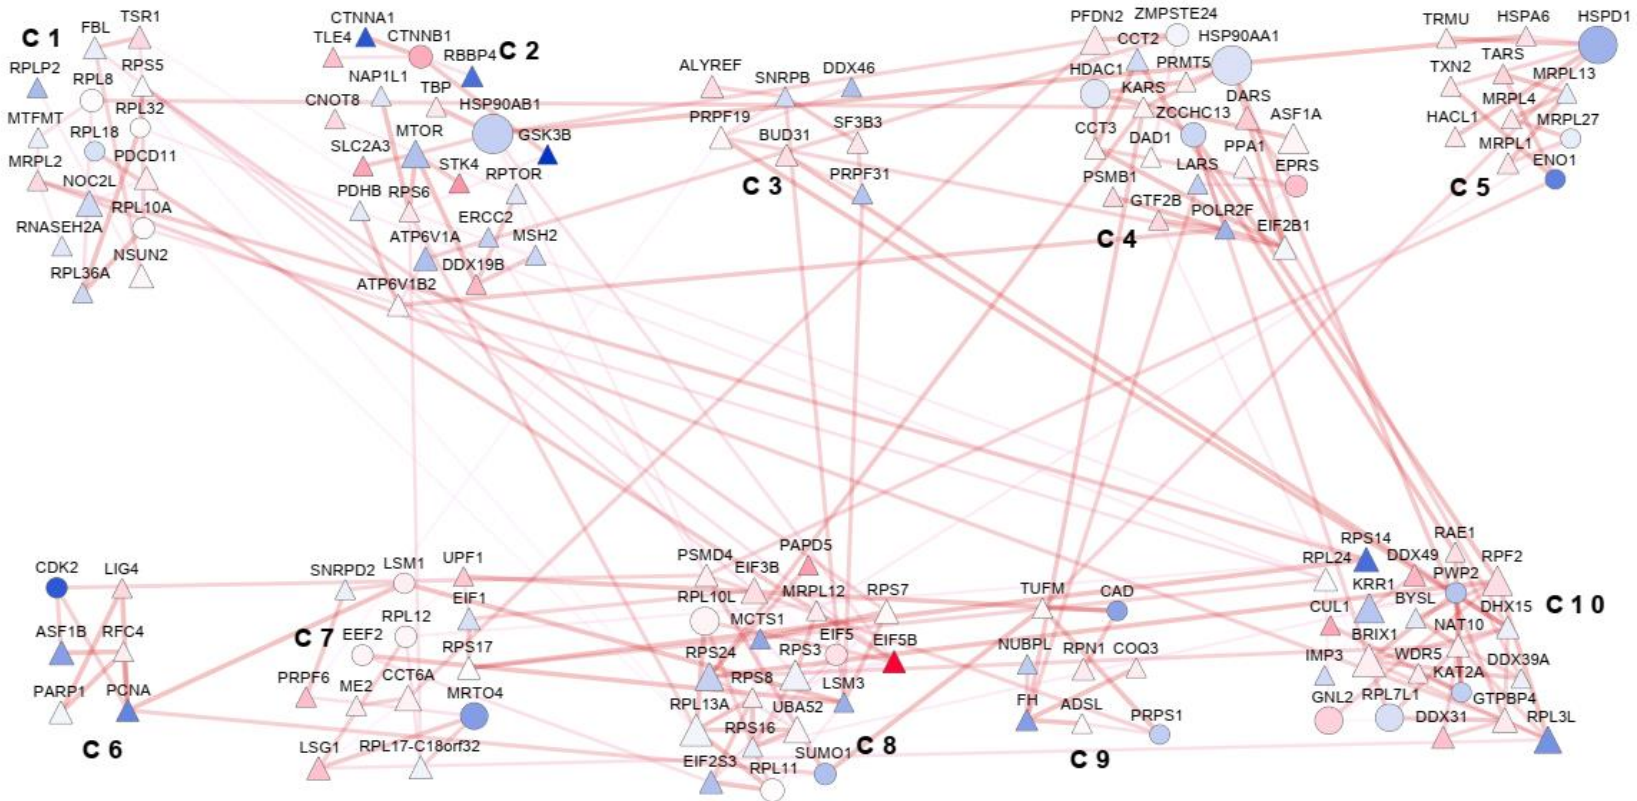 C 1
FBL
TSR1
RPLP2
RPL8
RPS5
RPL32
MTFMT
RPL18
PDCD11
MRPL2
NOC2L
RPL10A
RNASEH2A
NSUN2
RPL36A
C 2
CTNNA1
TLE4
CTNNB1
RBBP4
NAP1L1
TBP
CNOT8
HSP90AB1
MTOR
GSK3B
SLC2A3
STK4
RPTOR
PDHB
RPS6
ERCC2
ATP6V1A
MSH2
DDX19B
ATP6V1B2
ALYREF
SNRPB
DDX46
PRPF19
BUD31
SF3B3
PRPF31
C 3
PFDN2
ZMPSTE24
CCT2
HSP90AA1
HDAC1
PRMT5
KARS
DARS
ZCCHC13
ASF1A
CCT3
DAD1
PPA1
LARS
EPRS
PSMB1
GTF2B
POLR2F
EIF2B1
C 4
TRMU
HSPA6
HSPD1
TARS
TXN2
MRPL13
MRPL4
HACL1
MRPL27
MRPL1
ENO1
C 5
CDK2
LIG4
ASF1B
RFC4
PARP1
PCNA
C 6
SNRPD2
LSM1
UPF1
EIF1
RPL12
C 7
EEF2
RPS17
PRPF6
ME2
CCT6A
MRTO4
LSG1
RPL17-C18orf32
PSMD4
PAPD5
EIF3B
RPL10L
MRPL12
RPS7
MCTS1
EIF5
EIF5B
RPS24
RPS3
RPS8
LSM3
RPL13A
UBA52
RPS16
C 8
SUMO1
EIF2S3
RPL11
TUFM
CAD
NUBPL
RPN1
COQ3
FH
ADSL
PRPS1
C 9
RPS14
RAE1
RPL24
DDX49
RPF2
KRR1
PWP2
CUL1
BYSL
DHX15
C 1 0
BRIX1
NAT10
IMP3
WDR5
DDX39A
KAT2A
GNL2
RPL7L1
GTPBP4
DDX31
RPL3L